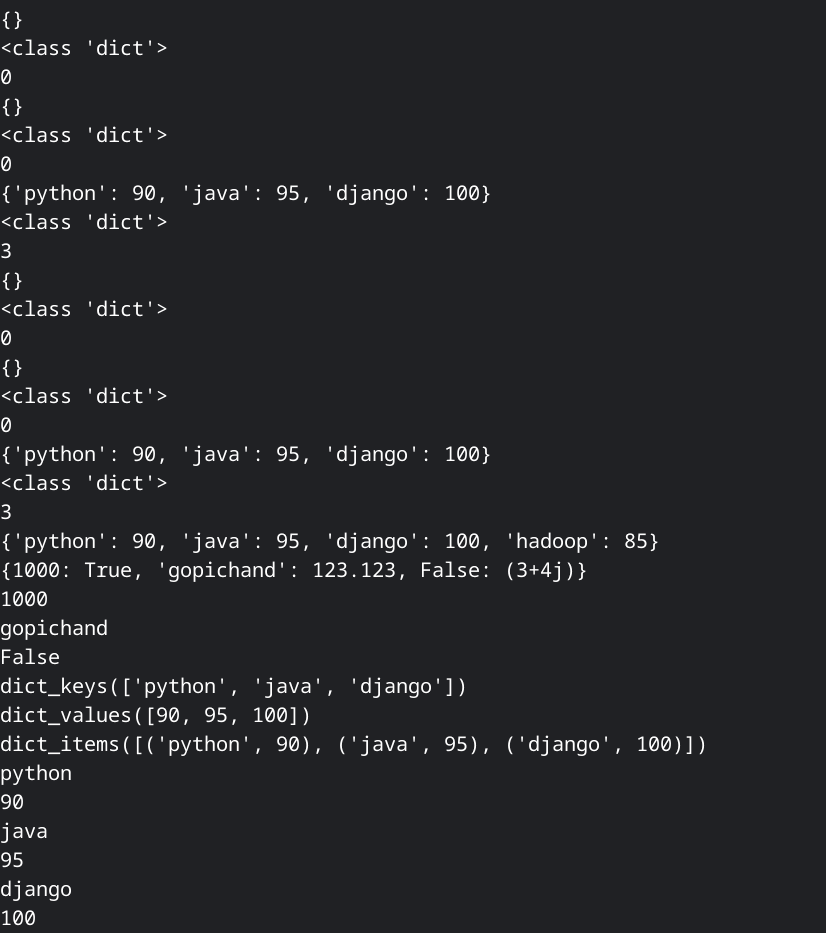 {}
<class 'dict'>
0
{}
<class 'dict'>
0
{'python': 90, 'java': 95, 'django': 100}
<class 'dict'>
3
{}
<class 'dict'>
0
{}
<class 'dict'>
0
{'python': 90, 'java': 95, 'django': 100}
<class 'dict'>
3
{'python': 90, 'java': 95, 'django': 100, 'hadoop': 85}
{1000: True, 'gopichand': 123.123, False: (3+4j)}
1000
gopichand
False
dict_keys(['python', 'java', 'django'])
dict_values([90, 95, 100])
dict_items([('python', 90), ('java', 95), ('django', 100)])
python
90
java
95
django
100